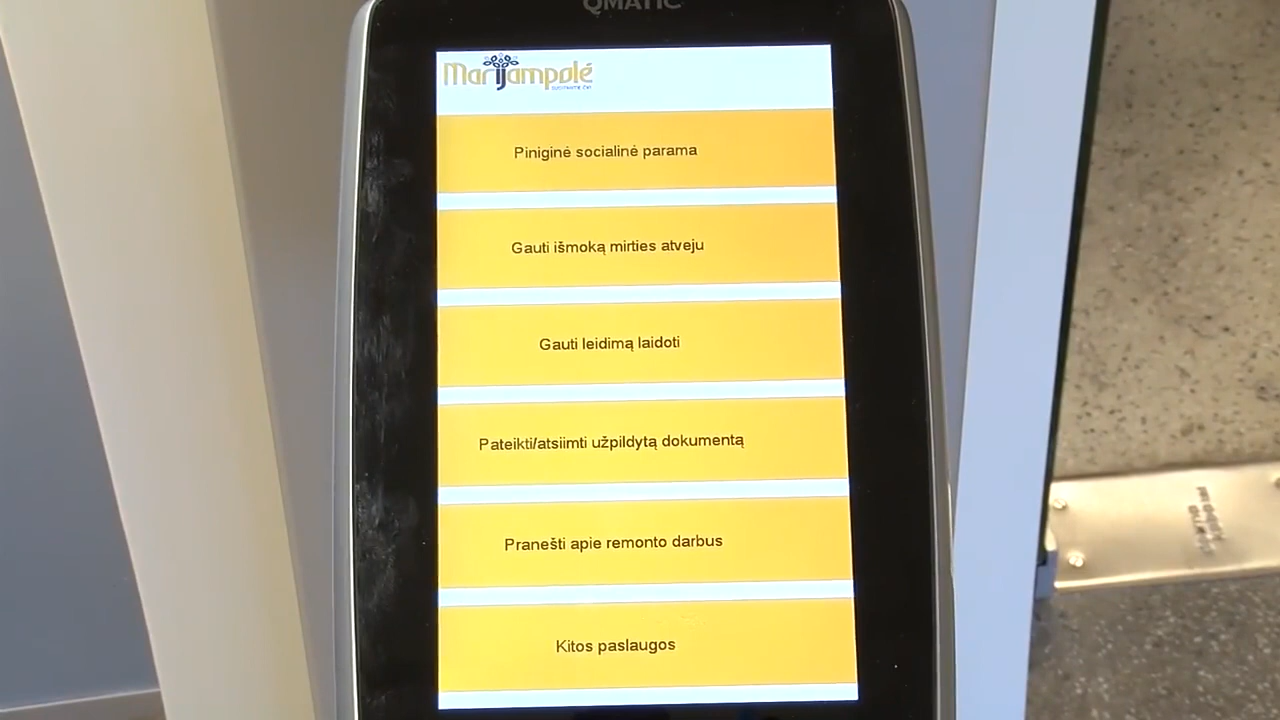 QMATIC
Marijampolė
Piniginė socialinė parama
Gauti išmoką mirties atveju
Gauti leidimą laidoti
Pateikti/atsiimti užpildytą dokumentą
Pranešti apie remonto darbus
Kitos paslaugos